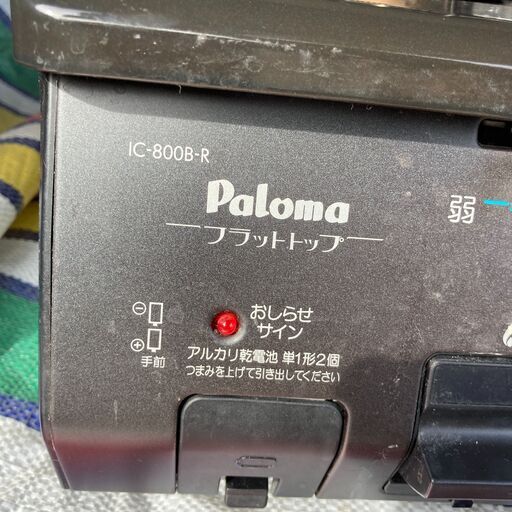 IC-800B-R
Paloma
フラットトップ
弱
おしらせ
サイン
⊖
⊕
手前
アルカリ乾電池 単1形2個
つまみを上げて引き出してください